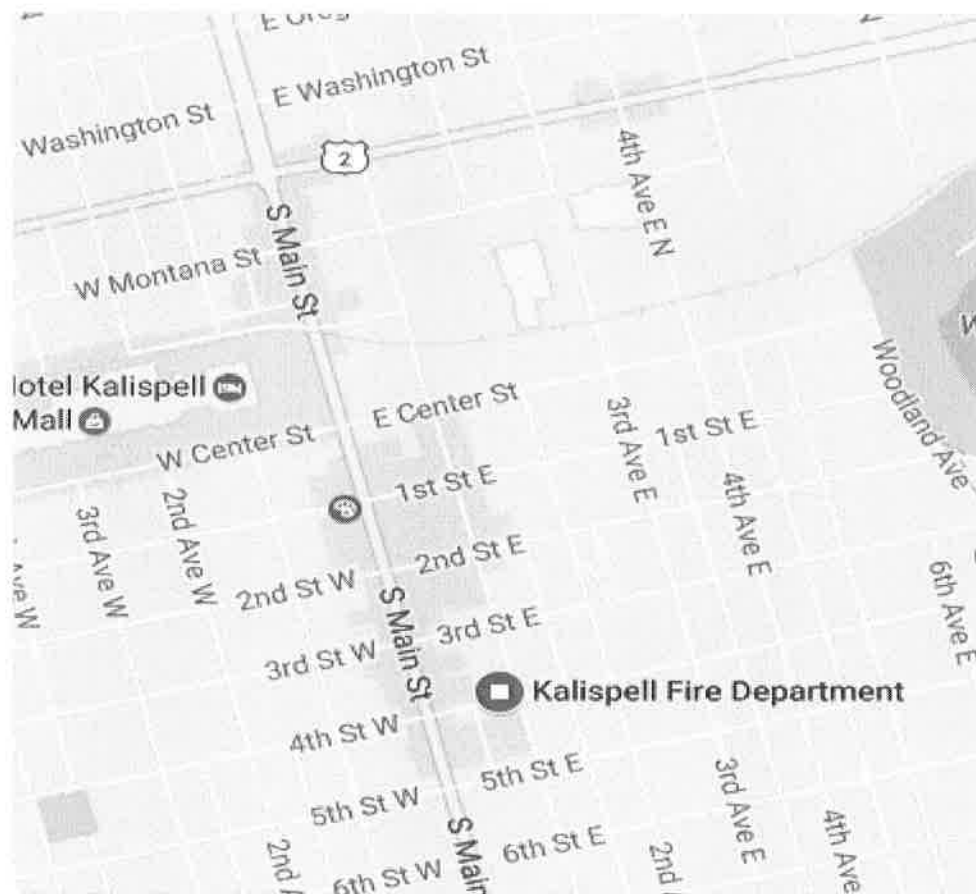 E Washington St
Washington St
2
4th Ave E N
S Main St
W Montana St
Hotel Kalispell
Mall
E Center St
W Center St
Woodland Ave
3rd Ave E
1st St E
1st St E
4th Ave E
2nd Ave W
3rd Ave W
Ave W
2nd St E
2nd St W
6th Ave E
S Main St
3rd St E
3rd St W
Kalispell Fire Department
4th St W
5th St E
5th St W
3rd Ave E
4th Ave
S Main
6th St E
6th St W
2nd
2nd